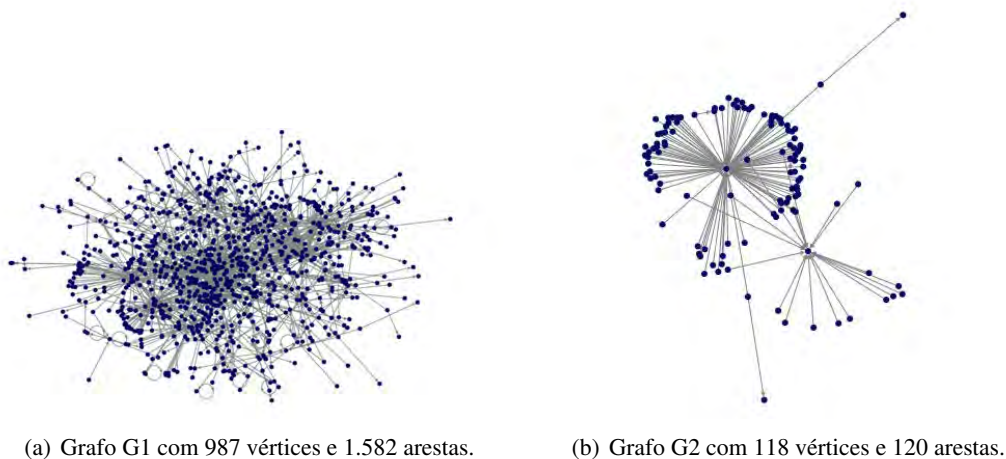 (a) Grafo G1 com 987 vértices e 1.582 arestas.
(b) Grafo G2 com 118 vértices e 120 arestas.